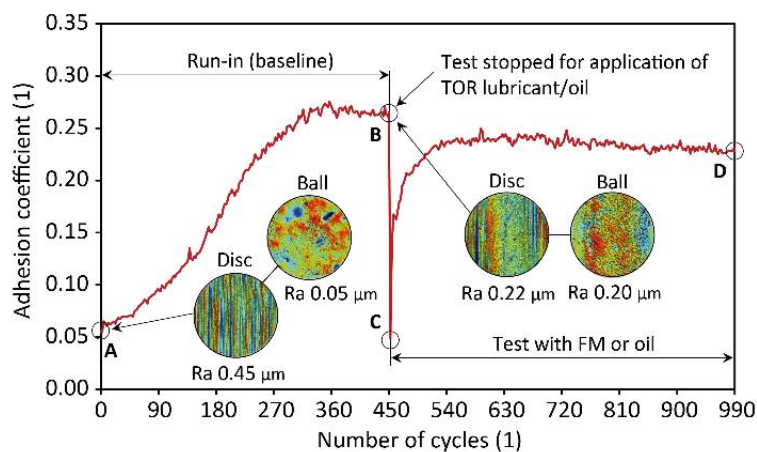 0.35
0.30
0.25
0.20
0.15
0.10
0.05
0.00
Adhesion coefficient (1)
Run-in (baseline)
Test stopped for application of
TOR lubricant/oil
B
D
Ball
Disc
Ball
Disc
Ra 0.05 µm
Ra 0.22 µm
Ra 0.20 µm
C
A
Ra 0.45 µm
Test with FM or oil
0 90 180 270 360 450 540 630 720 810 900 990
Number of cycles (1)